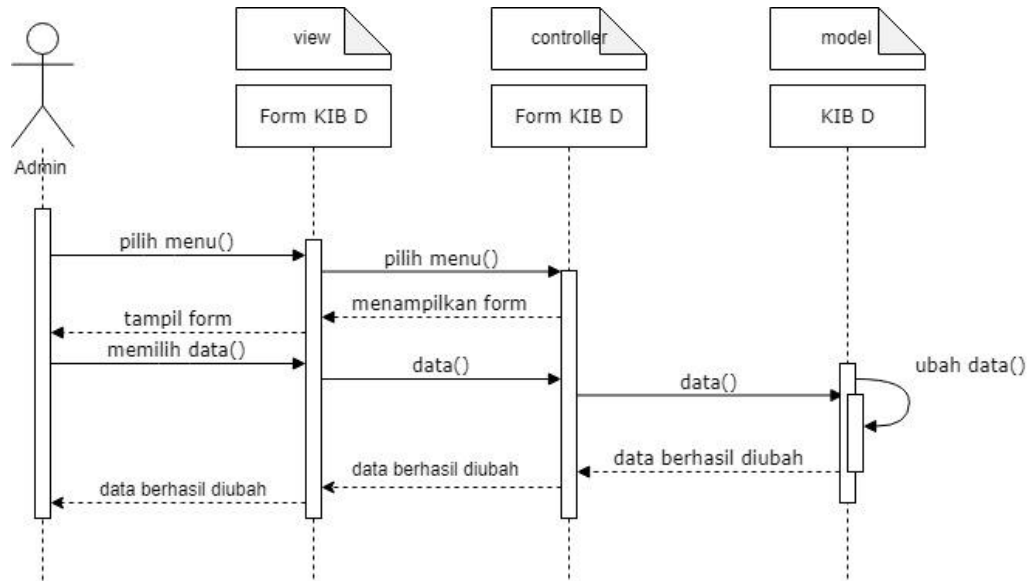 view
controller
model
Form KIB D
Form KIB D
KIB D
Admin
pilih menu()
pilih menu()
menampilkan form
tampil form
memilih data()
data()
data()
ubah data()
data berhasil diubah
data berhasil diubah
data berhasil diubah